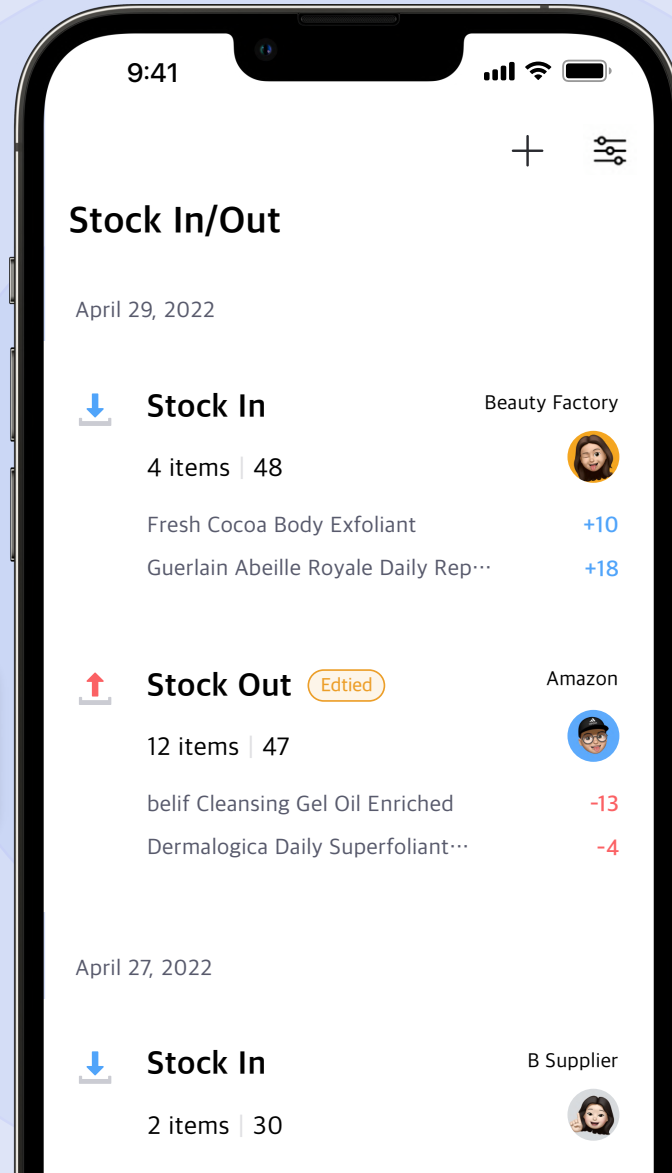 9:41
Stock In/Out
April 29, 2022
Stock In
Beauty Factory
4 items | 48
Fresh Cocoa Body Exfoliant +10
Guerlain Abeille Royale Daily Rep··· +18
Stock Out Edtied
Amazon
12 items | 47
belif Cleansing Gel Oil Enriched -13
Dermalogica Daily Superfoliant··· -4
April 27, 2022
Stock In
B Supplier
2 items | 30